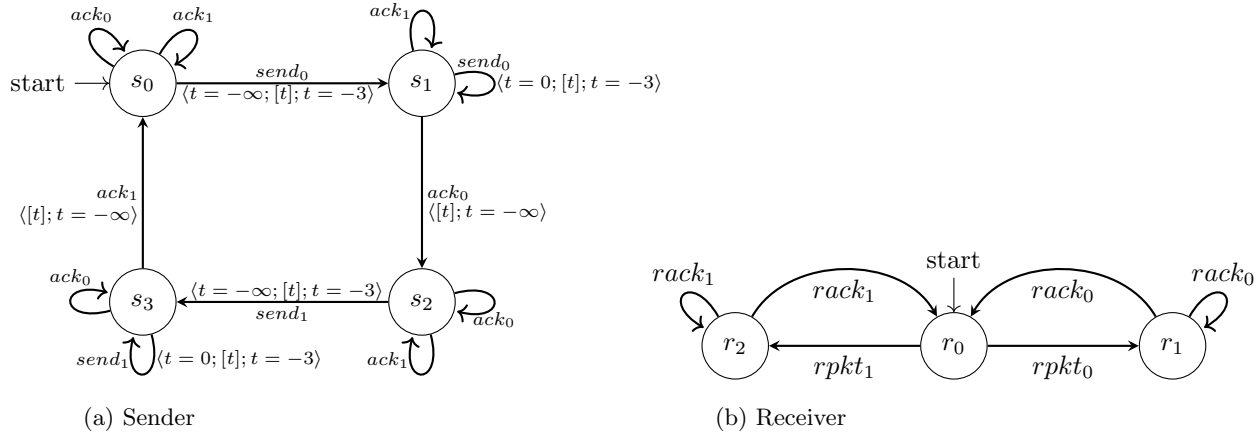 ack₀
ack₁
start
s₀
send₀
⟨t = −∞; [t]; t = −3⟩
ack₁
s₁
send₀
⟨t = 0; [t]; t = −3⟩
ack₁
⟨[t]; t = −∞⟩
ack₀
⟨[t]; t = −∞⟩
ack₀
s₃
send₁
⟨t = 0; [t]; t = −3⟩
⟨t = −∞; [t]; t = −3⟩
send₁
s₂
ack₀
ack₁
(a) Sender
start
rack₁
rack₁
rack₀
rack₀
r₂
r₀
r₁
rpkt₁
rpkt₀
(b) Receiver